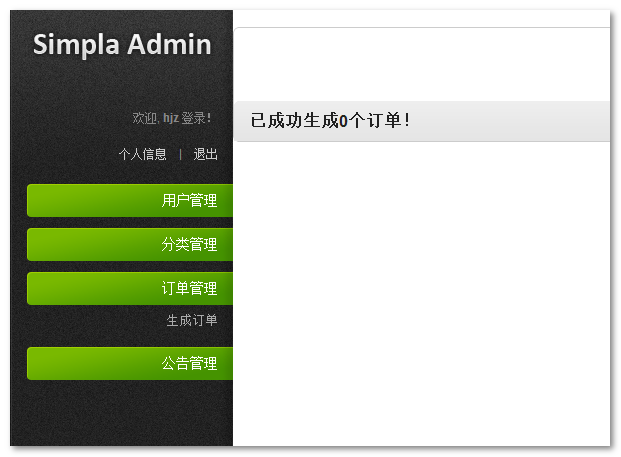 Simpla Admin
欢迎, hjz 登录!
个人信息 | 退出
用户管理
分类管理
订单管理
生成订单
公告管理
已成功生成0个订单!